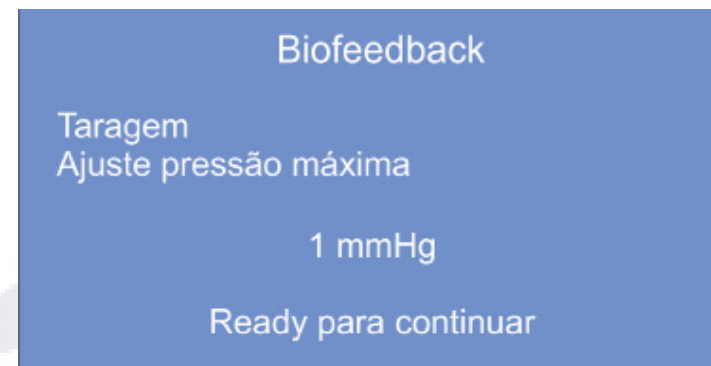 Biofeedback
Taragem
Ajuste pressão máxima
1 mmHg
Ready para continuar